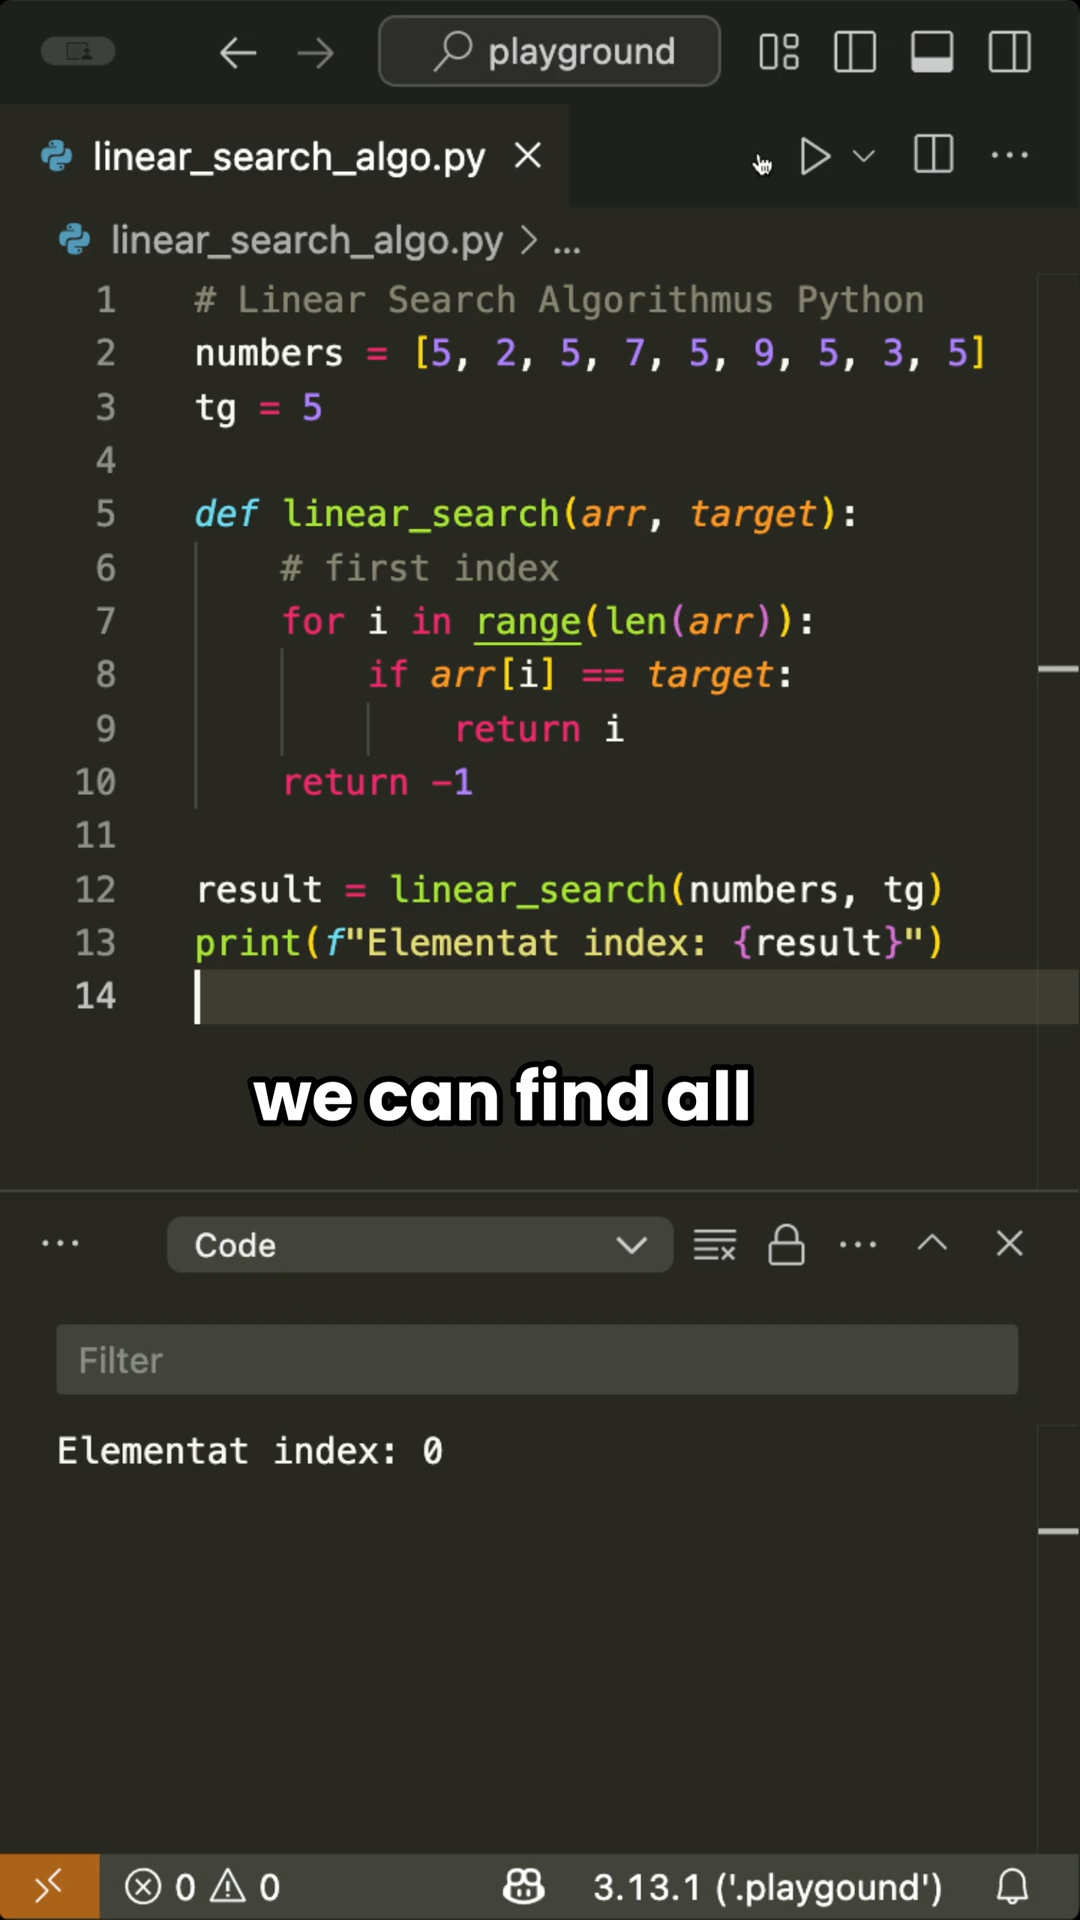 playground
linear_search_algo.py
linear_search_algo.py > ...
1 # Linear Search Algorithmus Python
2 numbers = [5, 2, 5, 7, 5, 9, 5, 3, 5]
3 tg = 5
4
5 def linear_search(arr, target):
6     # first index
7     for i in range(len(arr)):
8         if arr[i] == target:
9             return i
10     return -1
11
12 result = linear_search(numbers, tg)
13 print(f"Elementat index: {result}")
14
we can find all
Code
Filter
Elementat index: 0
0 0 3.13.1 ('.playgound')